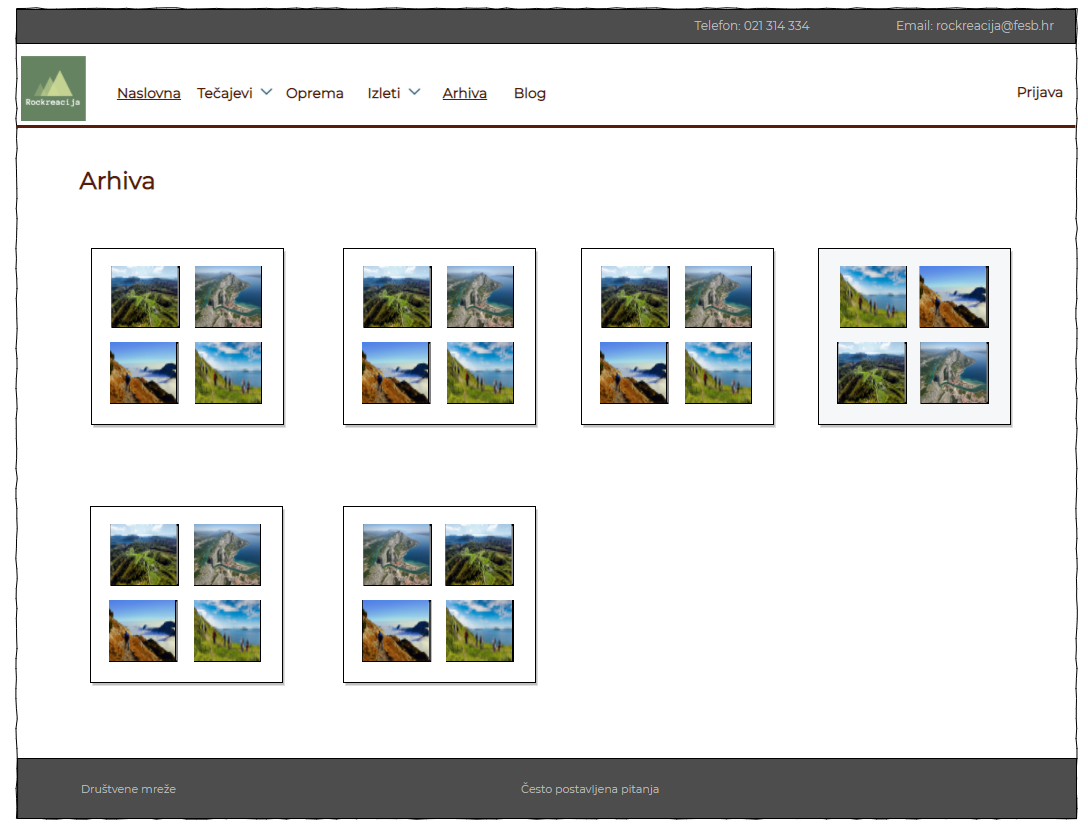 Telefon: 021 314 334 Email: rockreacija@fesb.hr
Rockreacija
Naslovna Tečajevi Oprema Izleti Arhiva Blog Prijava
Arhiva
Društvene mreže Često postavljena pitanja